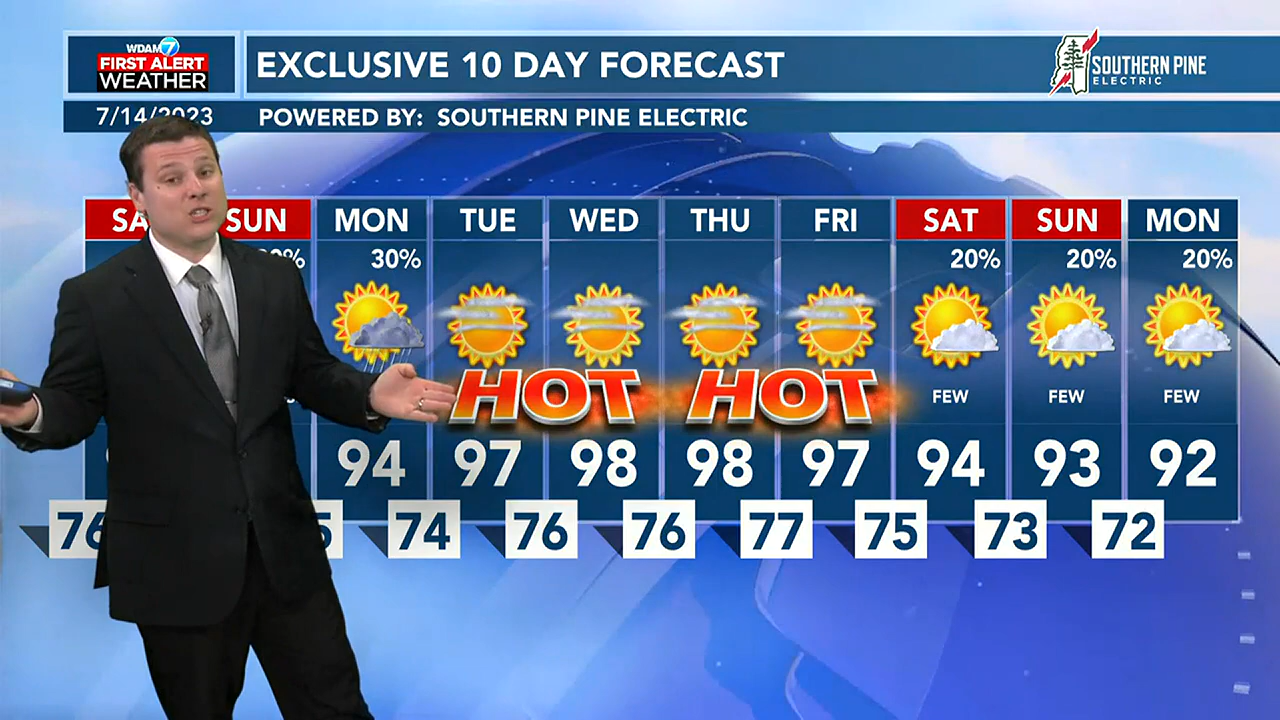 WDAM 7
FIRST ALERT
WEATHER
EXCLUSIVE 10 DAY FORECAST
SOUTHERN PINE
ELECTRIC
7/14/2023
POWERED BY: SOUTHERN PINE ELECTRIC
SUN MON TUE WED THU FRI SAT SUN MON
30% 20% 20% 20%
HOT HOT
FEW FEW FEW
94 97 98 98 97 94 93 92
76 74 76 76 77 75 73 72